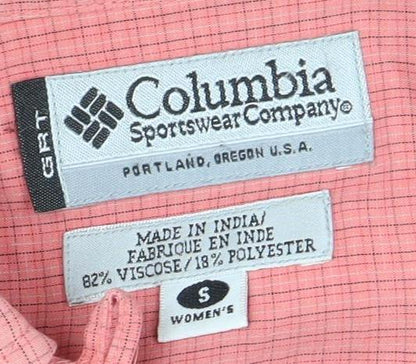 GRT
Columbia
Sportswear Company®
PORTLAND, OREGON U.S.A.
MADE IN INDIA/
FABRIQUE EN INDE
82% VISCOSE/18% POLYESTER
S
WOMEN'S